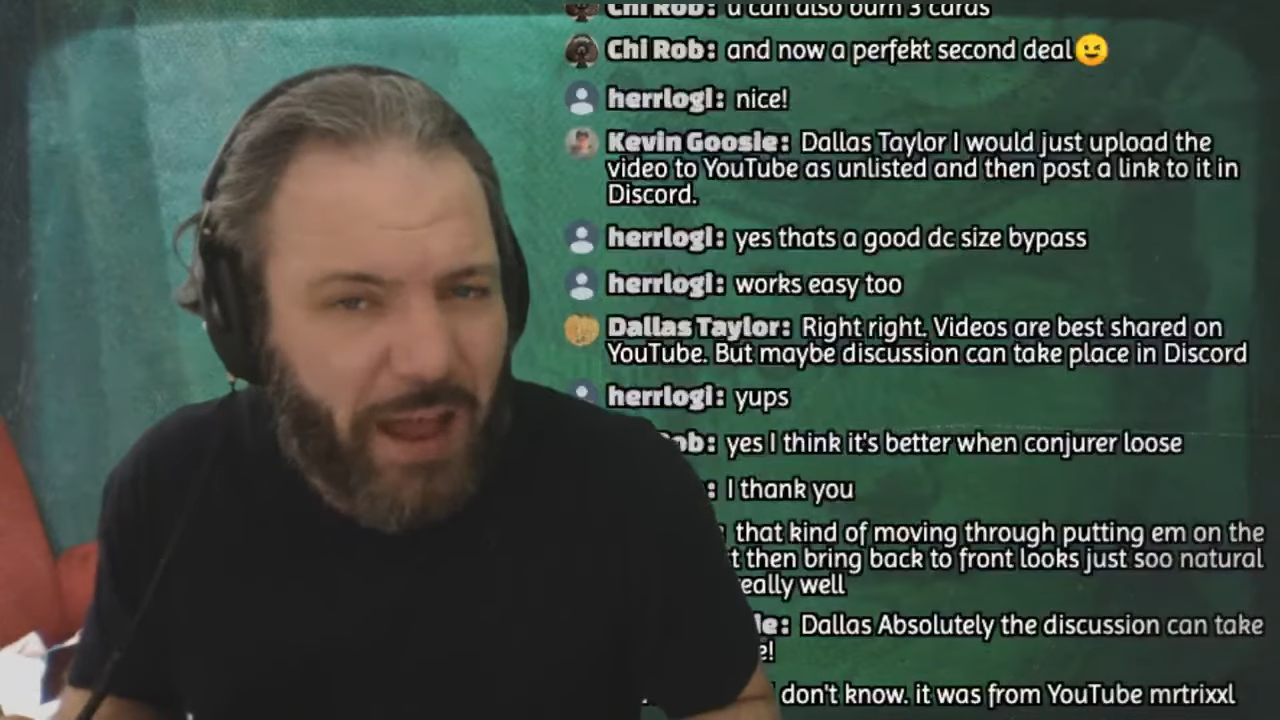 Chi Rob: u can also burn 3 cards
Chi Rob: and now a perfekt second deal😉
herrlogi: nice!
Kevin Goosie: Dallas Taylor I would just upload the
video to YouTube as unlisted and then post a link to it in
Discord.
herrlogi: yes thats a good dc size bypass
herrlogi: works easy too
Dallas Taylor: Right right. Videos are best shared on
YouTube. But maybe discussion can take place in Discord
herrlogi: yups
ob: yes I think it's better when conjurer loose
: I thank you
that kind of moving through putting em on the
t then bring back to front looks just soo natural
eally well
le: Dallas Absolutely the discussion can take
e!
don't know. it was from YouTube mrtrixxl